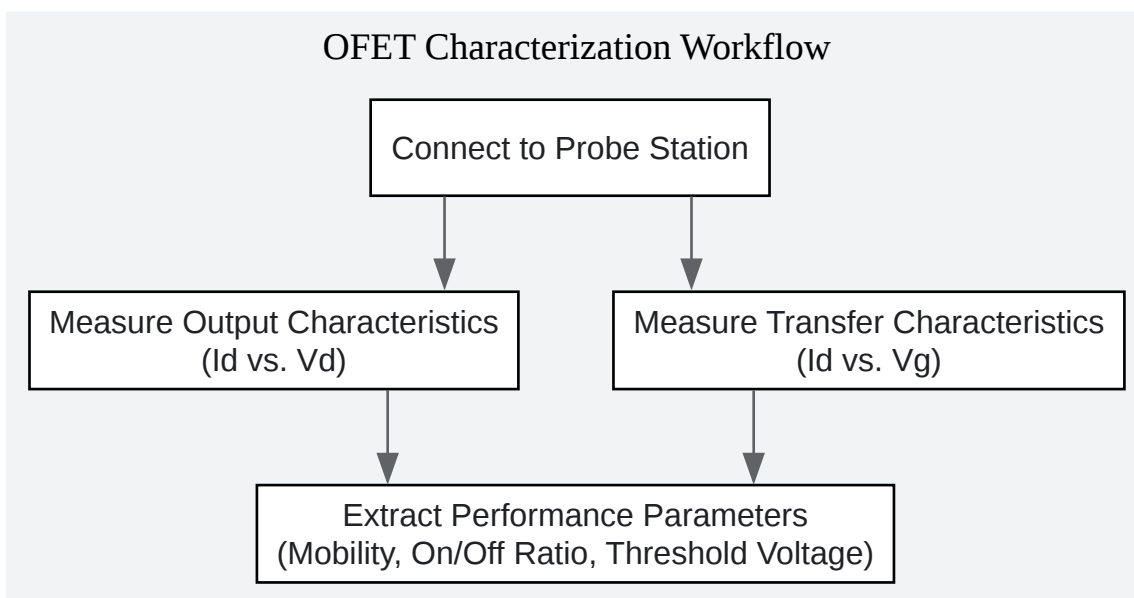 OFET Characterization Workflow
Connect to Probe Station
Measure Output Characteristics
(Id vs. Vd)
Measure Transfer Characteristics
(Id vs. Vg)
Extract Performance Parameters
(Mobility, On/Off Ratio, Threshold Voltage)